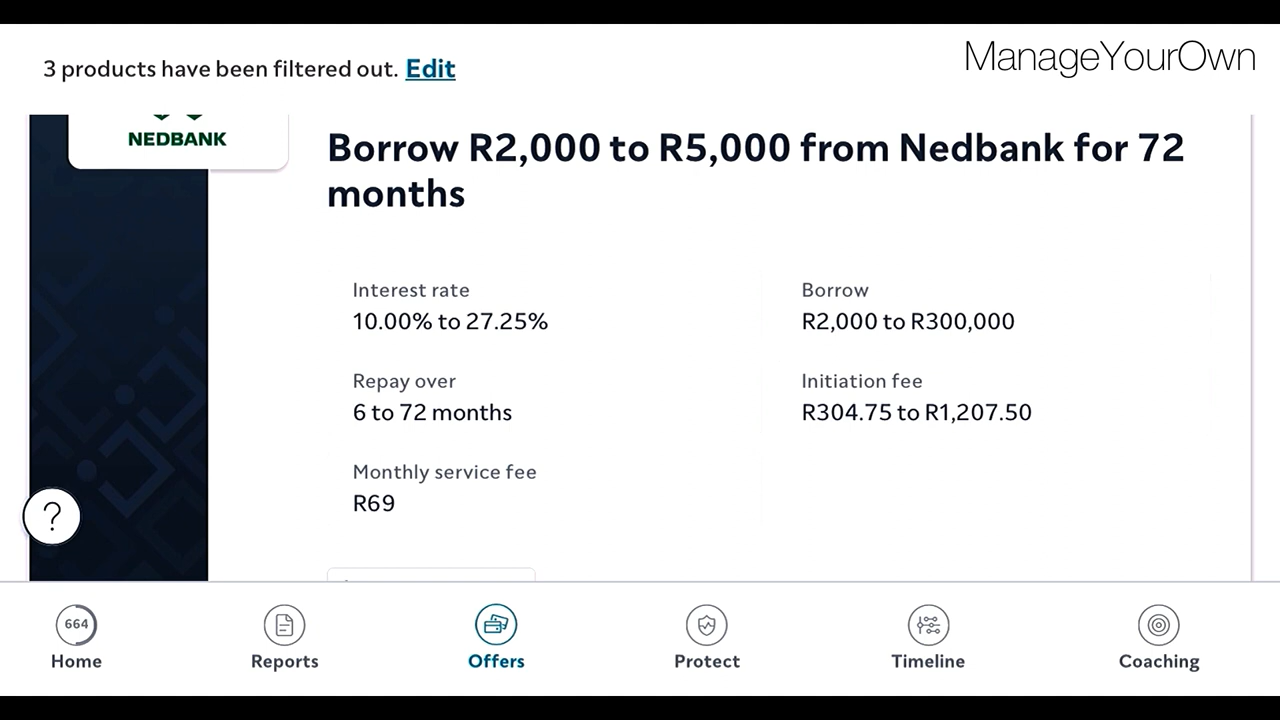 3 products have been filtered out. Edit
ManageYourOwn
NEDBANK
Borrow R2,000 to R5,000 from Nedbank for 72
months
Interest rate
10.00% to 27.25%
Borrow
R2,000 to R300,000
Repay over
6 to 72 months
Initiation fee
R304.75 to R1,207.50
Monthly service fee
R69
?
664
Home
Reports
Offers
Protect
Timeline
Coaching